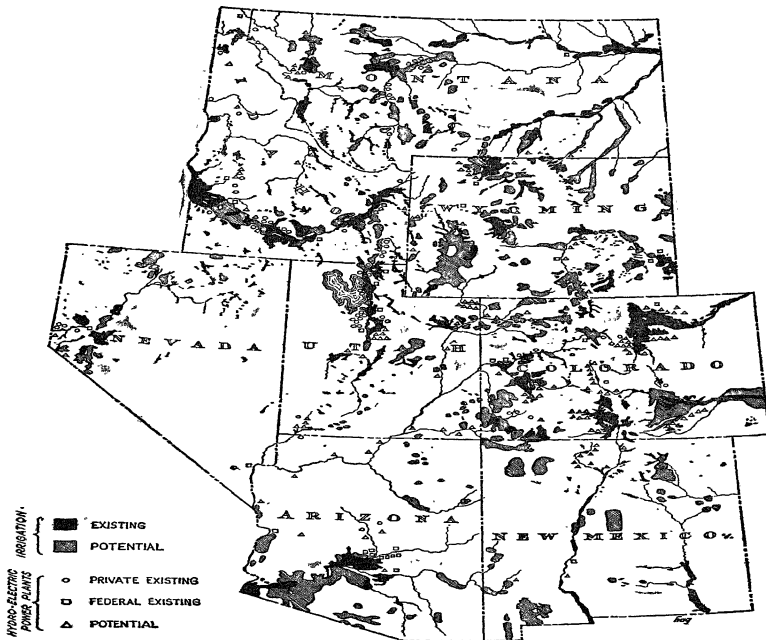 MONTANA
IDAHO
WYOMING
NEVADA
UTAH
COLORADO
ARIZONA
NEW MEXICO
IRRIGATION.
EXISTING
POTENTIAL
HYDRO-ELECTRIC
POWER PLANTS
PRIVATE EXISTING
FEDERAL EXISTING
POTENTIAL